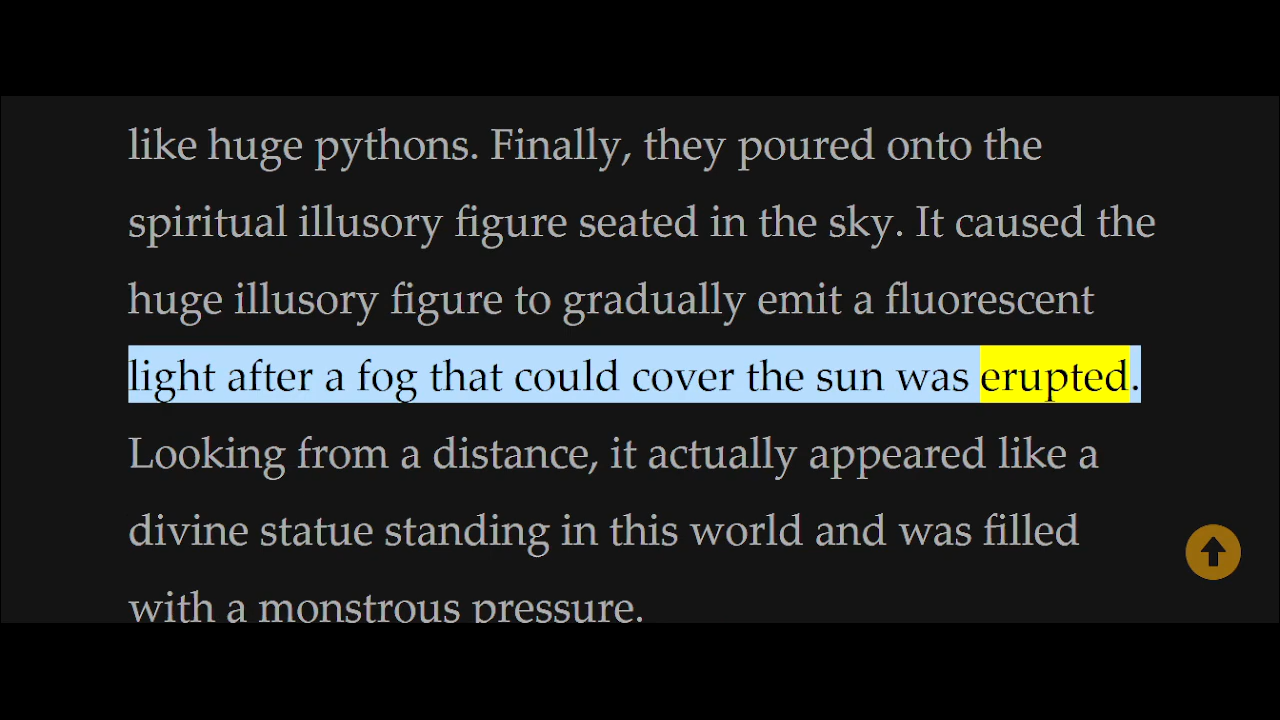 like huge pythons. Finally, they poured onto the
spiritual illusory figure seated in the sky. It caused the
huge illusory figure to gradually emit a fluorescent
light after a fog that could cover the sun was erupted.
Looking from a distance, it actually appeared like a
divine statue standing in this world and was filled
with a monstrous pressure.